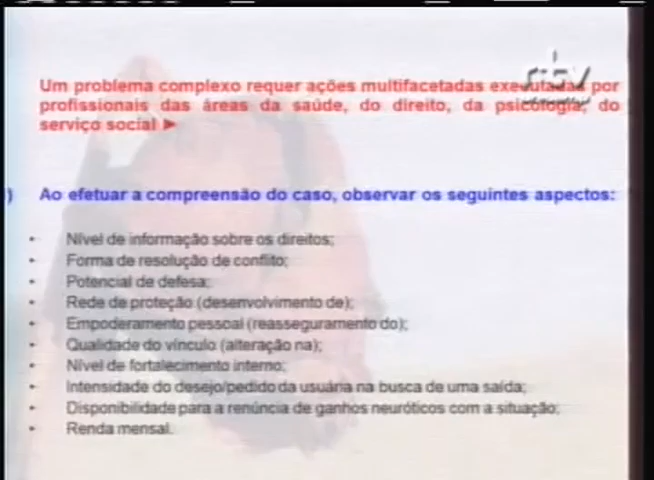 Um problema complexo requer ações multifacetadas executadas por
profissionais das áreas da saúde, do direito, da psicologia, do
serviço social ►
) Ao efetuar a compreensão do caso, observar os seguintes aspectos:
• Nível de informação sobre os direitos;
• Forma de resolução de conflito;
• Potencial de defesa;
• Rede de proteção (desenvolvimento de);
• Empoderamento pessoal (reasseguramento do);
• Qualidade do vínculo (alteração na);
• Nível de fortalecimento interno;
• Intensidade do desejo/pedido da usuária na busca de uma saída;
• Disponibilidade para a renúncia de ganhos neuróticos com a situação;
• Renda mensal.